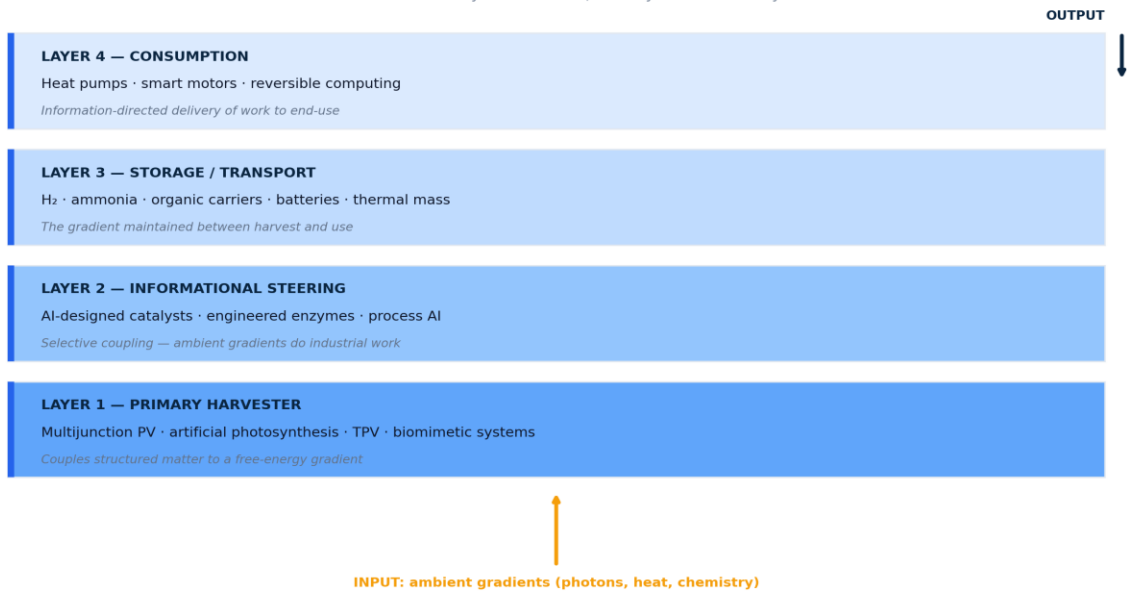 OUTPUT
LAYER 4 — CONSUMPTION
Heat pumps · smart motors · reversible computing
Information-directed delivery of work to end-use
LAYER 3 — STORAGE / TRANSPORT
H₂ · ammonia · organic carriers · batteries · thermal mass
The gradient maintained between harvest and use
LAYER 2 — INFORMATIONAL STEERING
AI-designed catalysts · engineered enzymes · process AI
Selective coupling — ambient gradients do industrial work
LAYER 1 — PRIMARY HARVESTER
Multijunction PV · artificial photosynthesis · TPV · biomimetic systems
Couples structured matter to a free-energy gradient
INPUT: ambient gradients (photons, heat, chemistry)